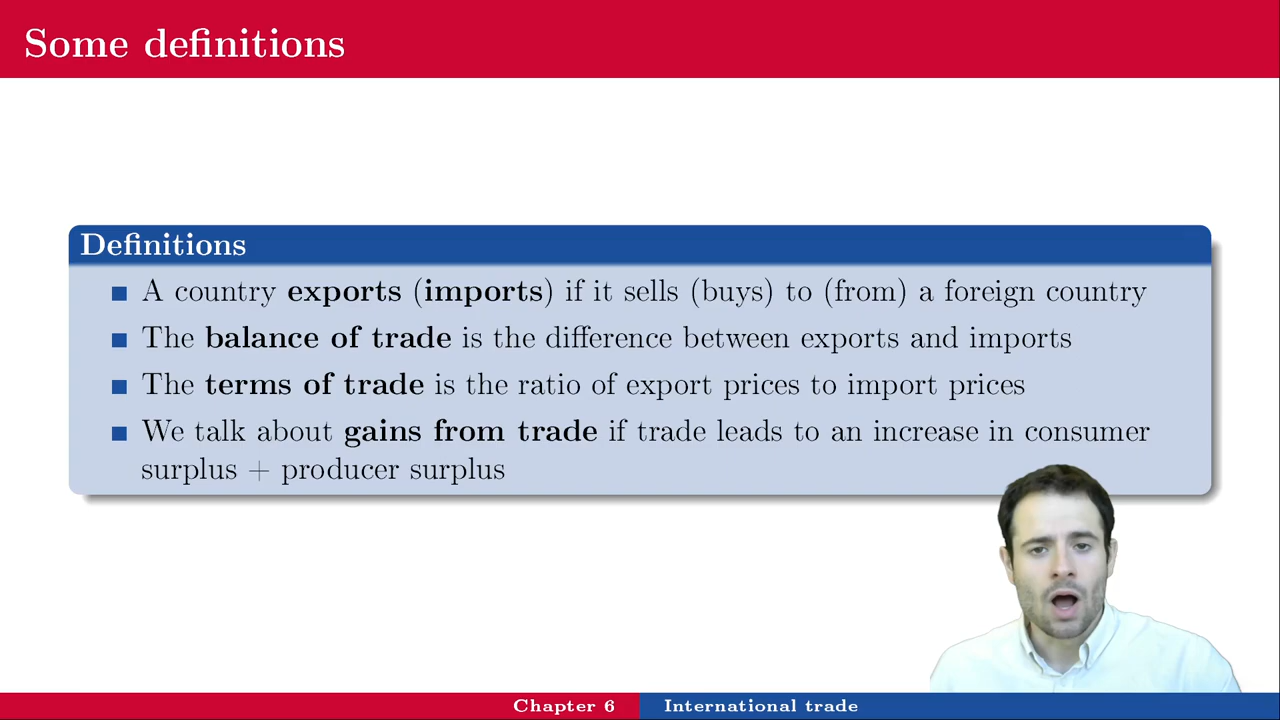 Some definitions
Definitions
A country exports (imports) if it sells (buys) to (from) a foreign country
The balance of trade is the difference between exports and imports
The terms of trade is the ratio of export prices to import prices
We talk about gains from trade if trade leads to an increase in consumer
surplus + producer surplus
Chapter 6
International trade